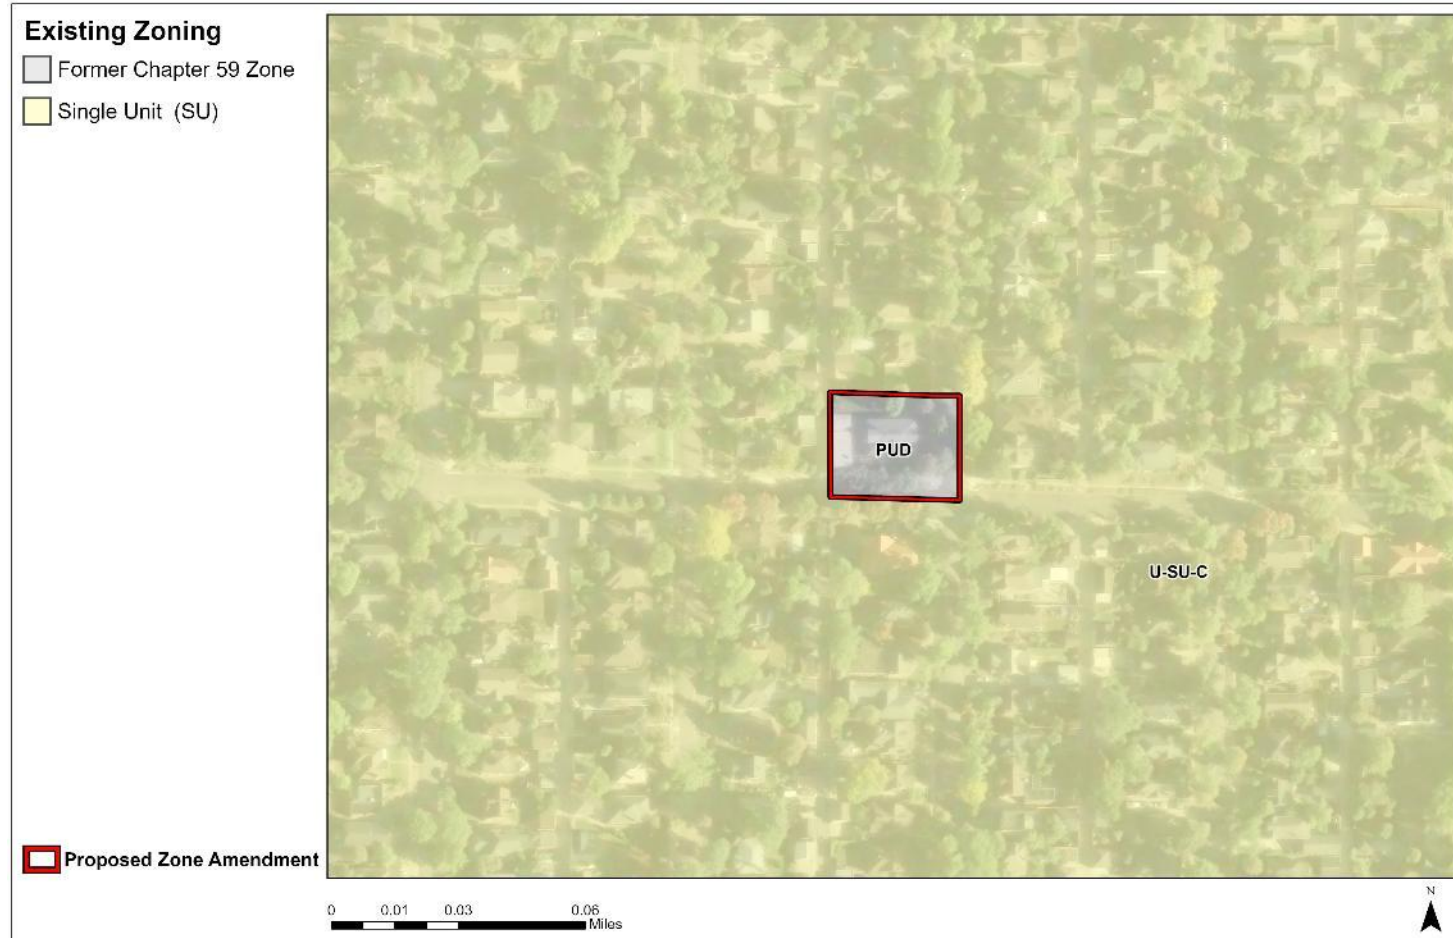 Existing Zoning
Former Chapter 59 Zone
Single Unit (SU)
PUD
U-SU-C
Proposed Zone Amendment
0 0.01 0.03 0.06
Miles
N